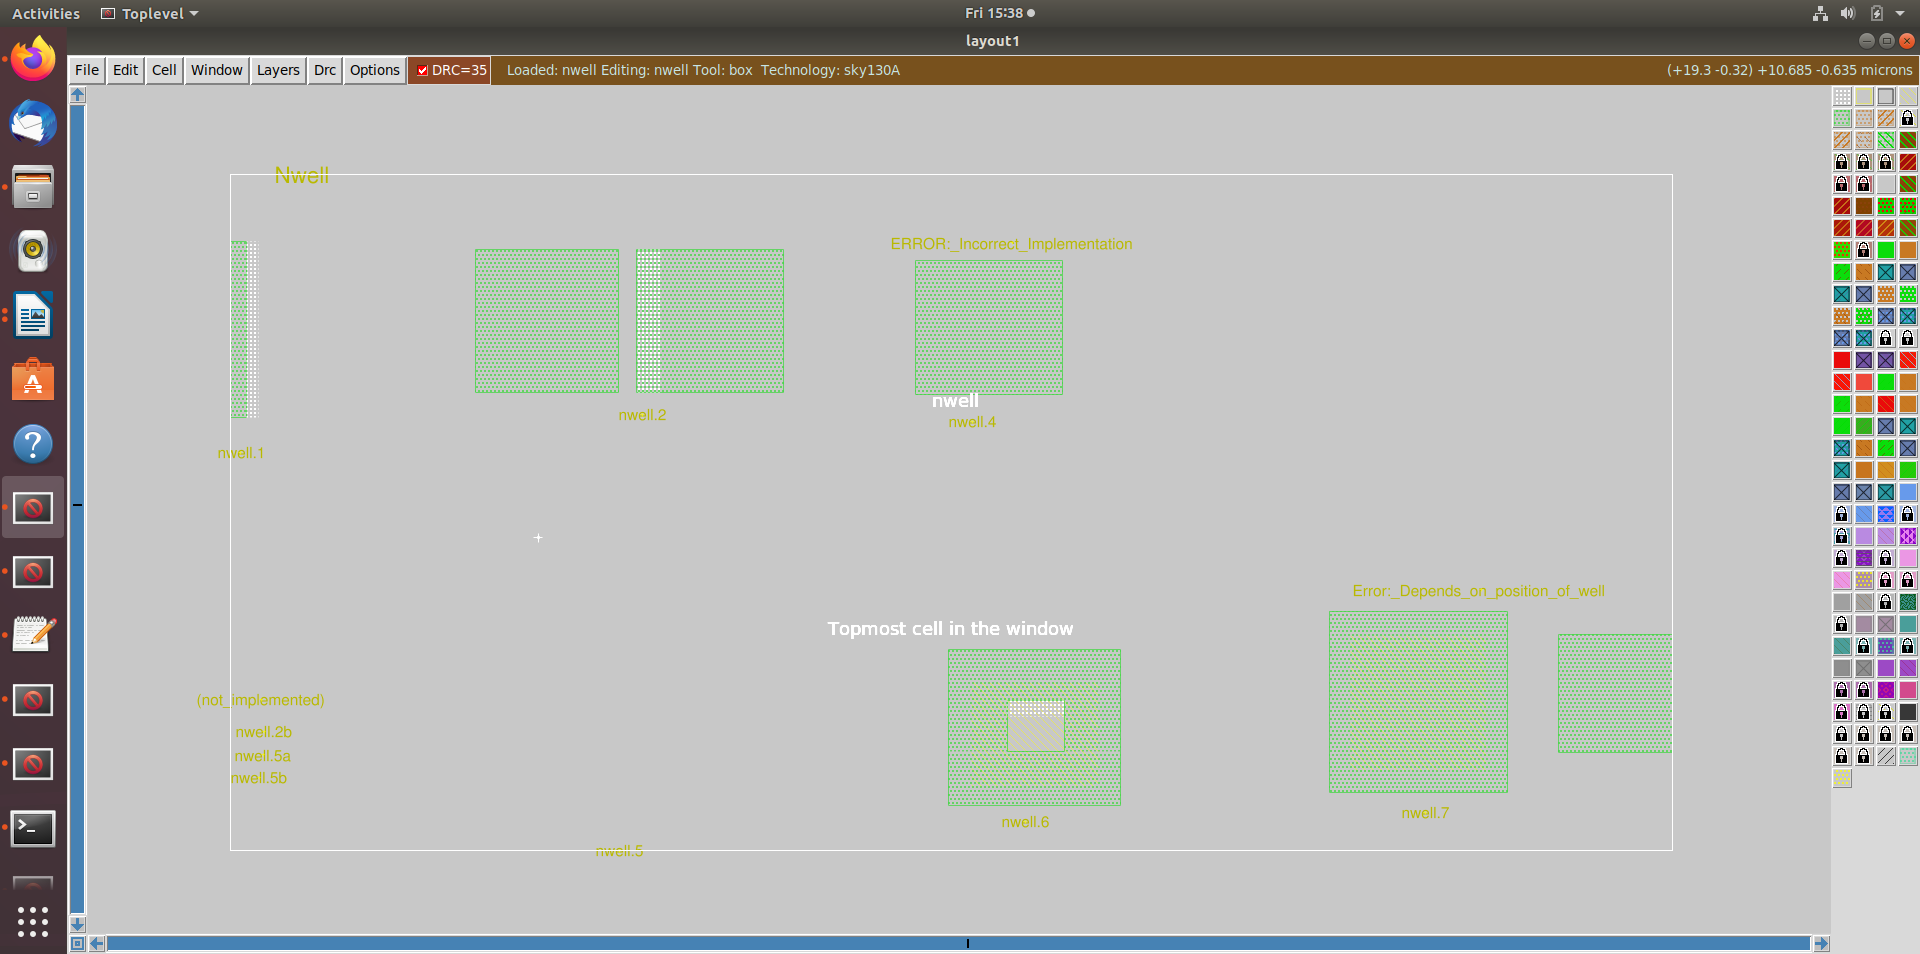 Activities Toplevel Fri 15:38
layout1
File Edit Cell Window Layers Drc Options DRC=35 Loaded: nwell Editing: nwell Tool: box Technology: sky130A (+19.3 -0.32) +10.685 -0.635 microns
Nwell
ERROR:_Incorrect_Implementation
nwell
nwell.2
nwell.4
nwell.1
Error:_Depends_on_position_of_well
Topmost cell in the window
(not_implamented)
nwell.2b
nwell.5a
nwell.5b
nwell.7
nwell.6
nwell.5